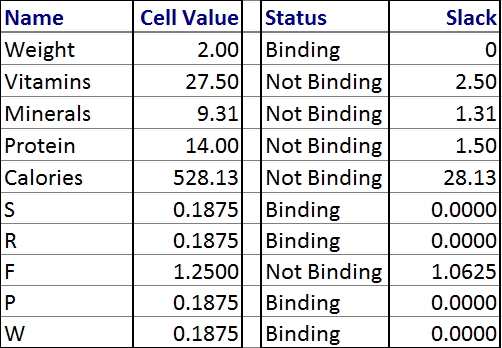 Name Cell Value Status Slack
Weight 2.00 Binding 0
Vitamins 27.50 Not Binding 2.50
Minerals 9.31 Not Binding 1.31
Protein 14.00 Not Binding 1.50
Calories 528.13 Not Binding 28.13
S 0.1875 Binding 0.0000
R 0.1875 Binding 0.0000
F 1.2500 Not Binding 1.0625
P 0.1875 Binding 0.0000
W 0.1875 Binding 0.0000